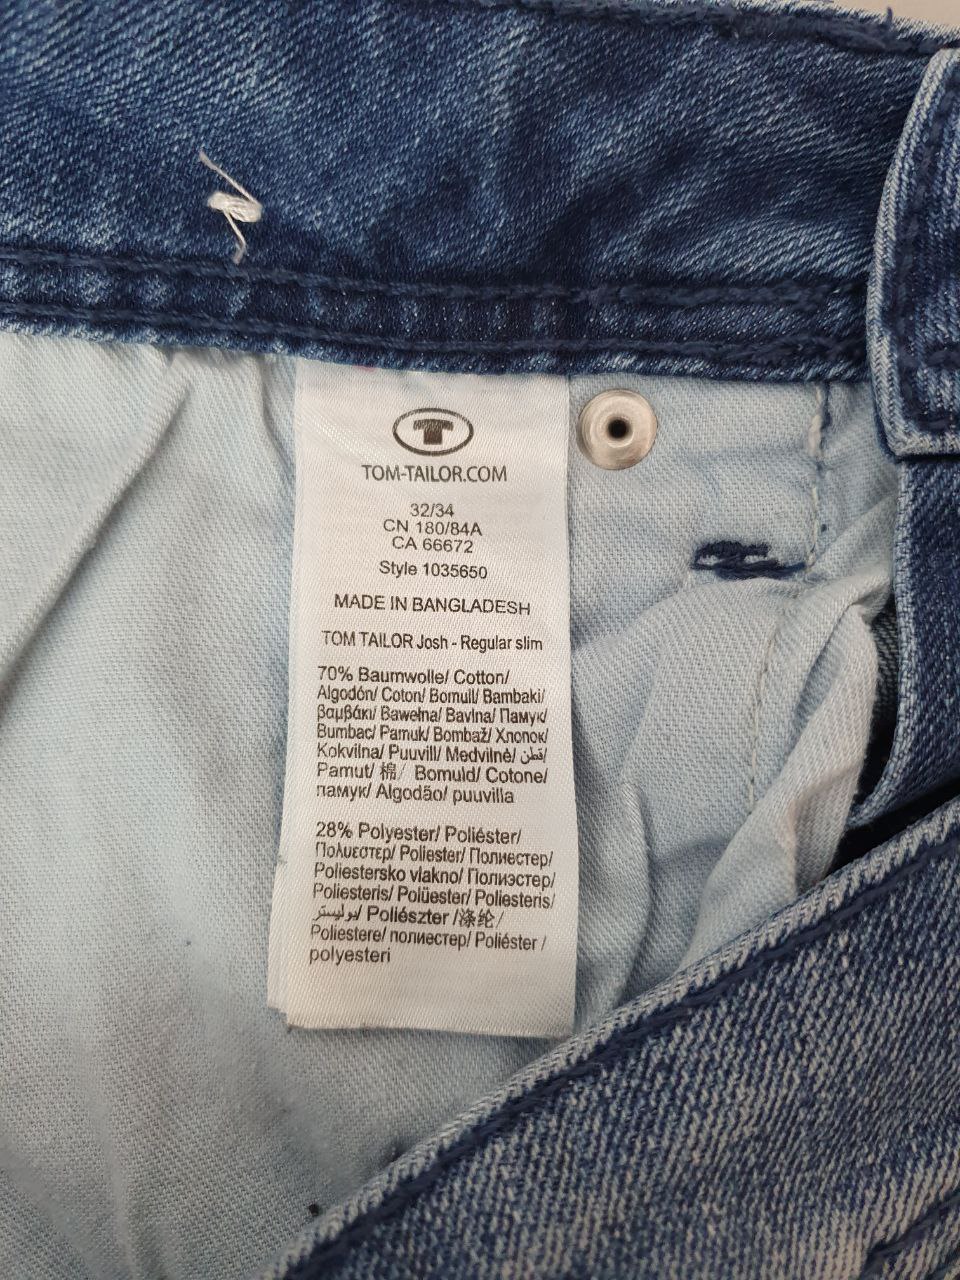 T
TOM-TAILOR.COM
32/34
CN 180/84A
CA 66672
Style 1035650
MADE IN BANGLADESH
TOM TAILOR Josh - Regular slim
70% Baumwolle/ Cotton/
Algodón/ Coton/ Bomull/ Bambaki/
βαμβάκι/ Bawełna/ Bavlna/ Памук/
Bumbac/ Pamuk/ Bombaž/ Хлопок/
Kokvilna/ Puuvill/ Medvilnė/ قطن/
Pamut/ 棉/ Bomuld/ Cotone/
памук/ Algodão/ puuvilla
28% Polyester/ Poliéster/
Πολυεστερ/ Poliester/ Полиестер/
Poliestersko vlakno/ Полиэстер/
Poliesteris/ Polüester/ Poliesteris/
بوليستر/ Poliészter /涤纶/
Poliestere/ полиестер/ Poliéster /
polyesteri